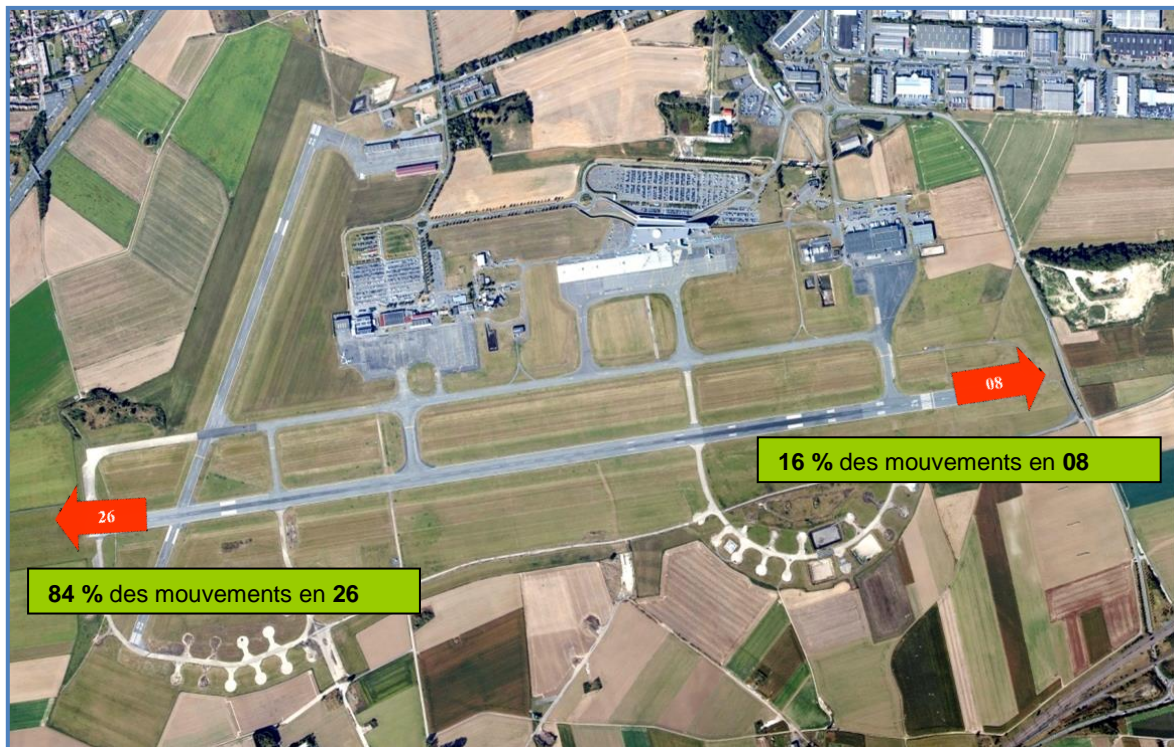 08
16 % des mouvements en 08
26
84 % des mouvements en 26